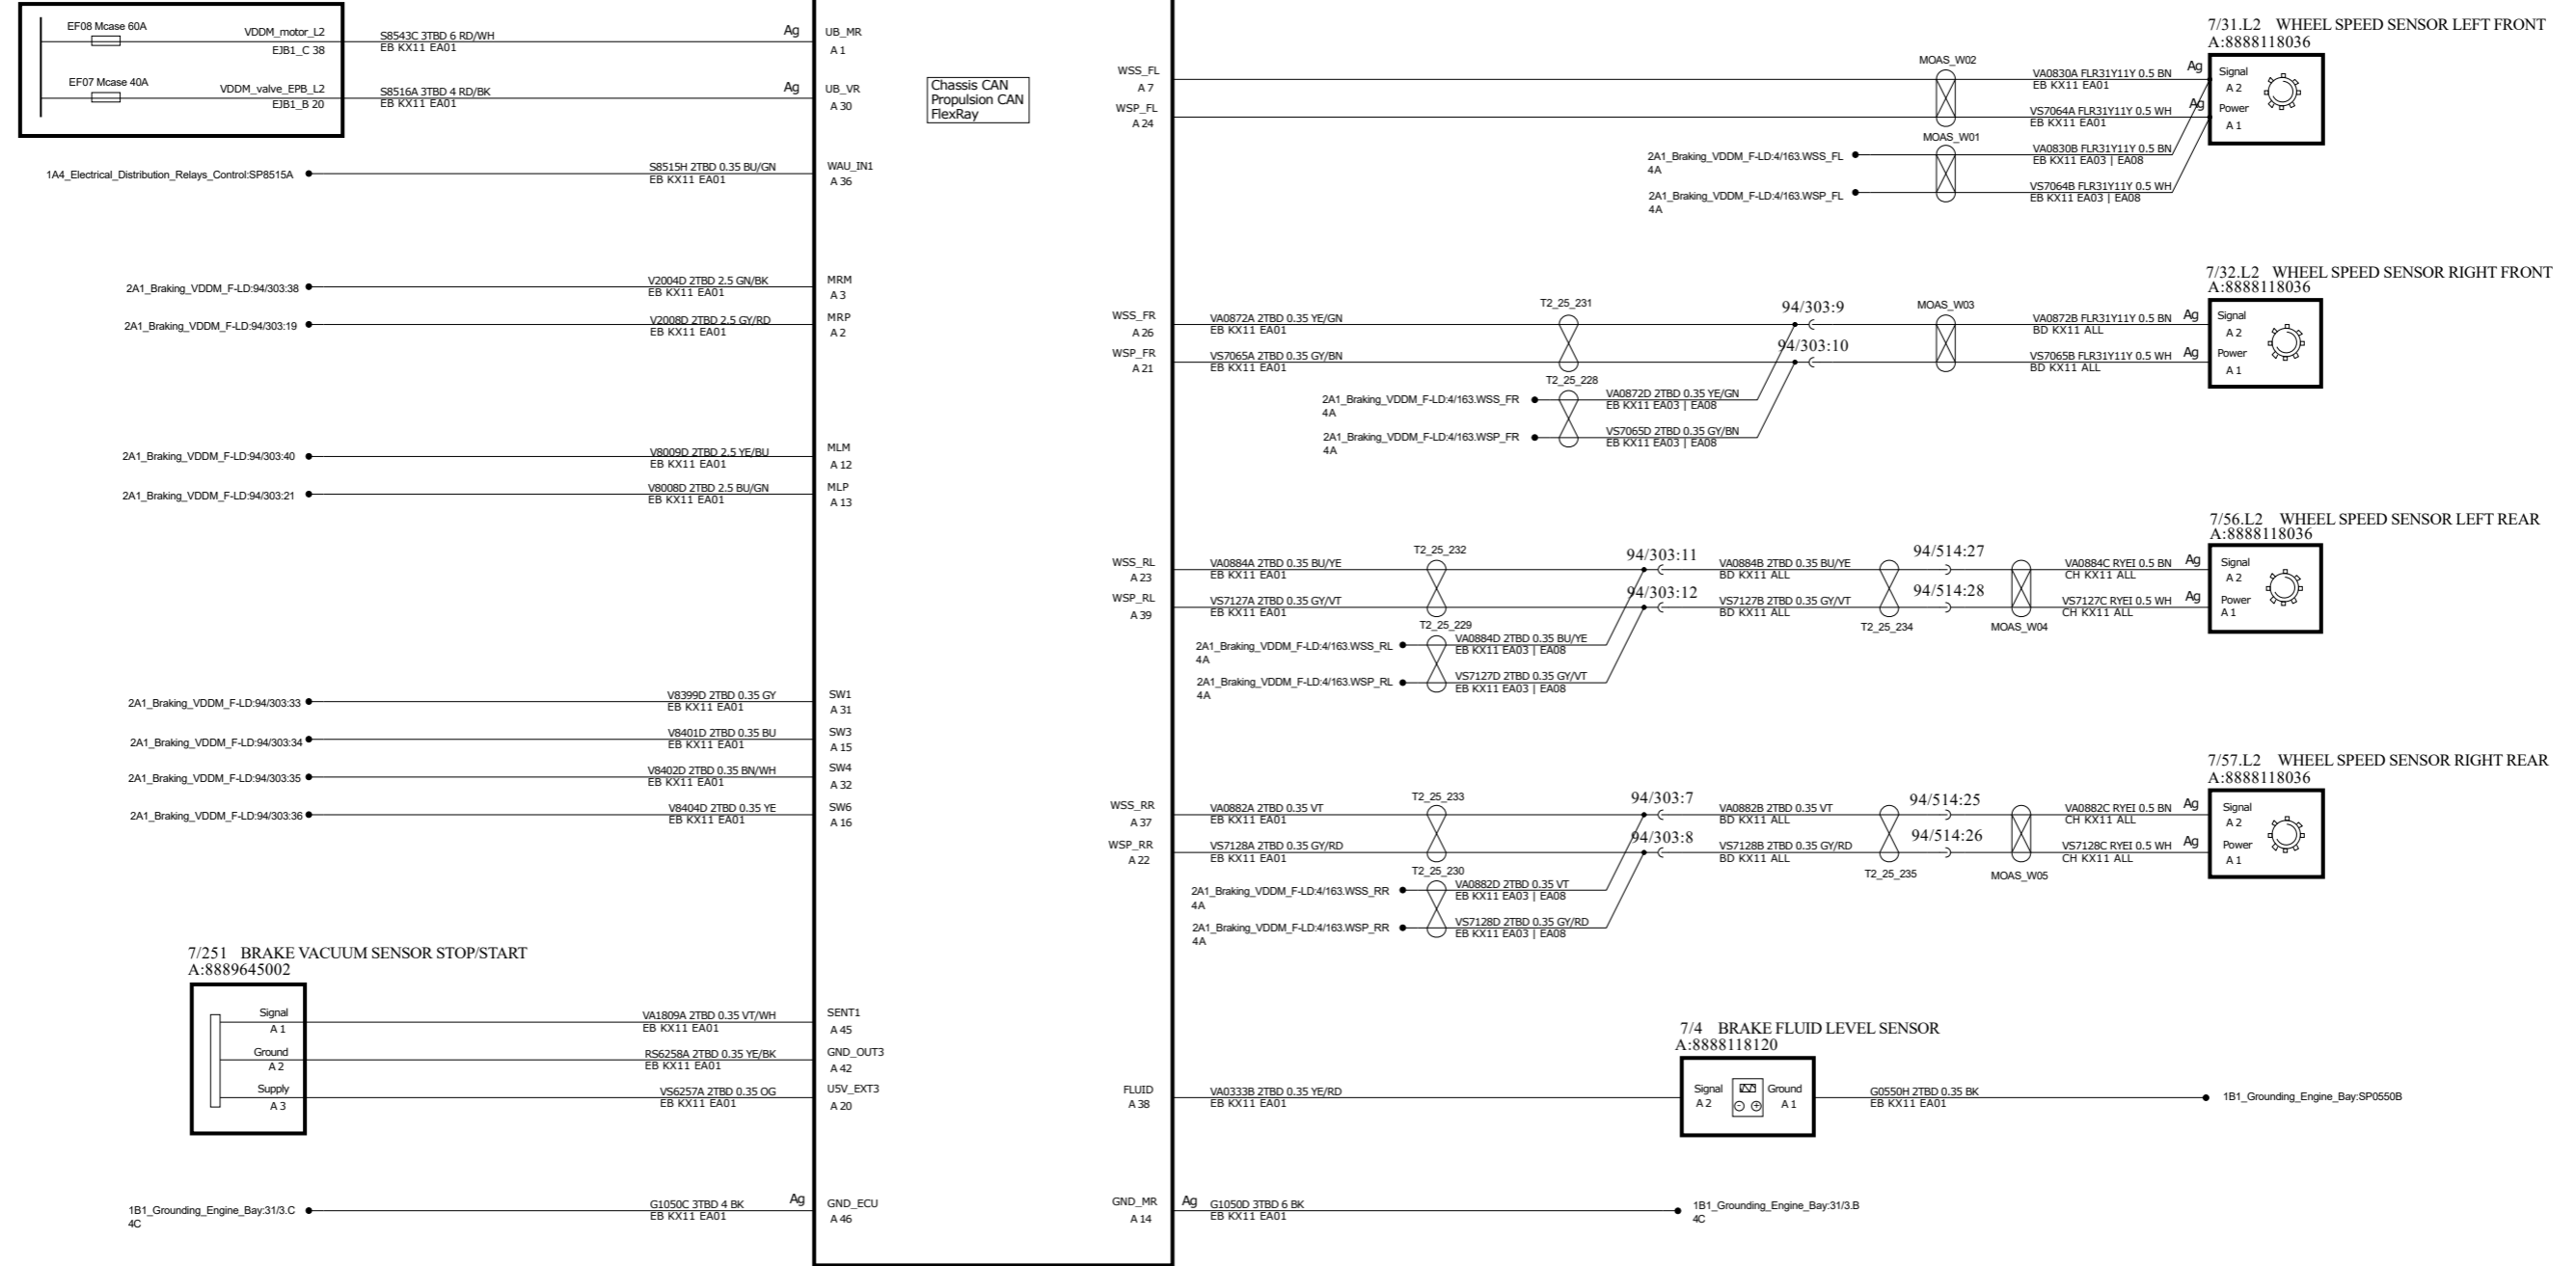 EF08 Mcase 60A
VDDM_motor_L2
EJB1_C 38
EF07 Mcase 40A
VDDM_valve_EPB_L2
EJB1_B 20
S8543C 3TBD 6 RD/WH
EB KX11 EA01
Ag
UB_MR
A 1
S8516A 3TBD 4 RD/BK
EB KX11 EA01
Ag
UB_VR
A 30
1A4_Electrical_Distribution_Relays_Control:SP8515A
S8515H 2TBD 0.35 BU/GN
EB KX11 EA01
WAU_IN1
A 36
2A1_Braking_VDDM_F-LD:94/303:38
V2004D 2TBD 2.5 GN/BK
EB KX11 EA01
MRM
A 3
2A1_Braking_VDDM_F-LD:94/303:19
V2008D 2TBD 2.5 GY/RD
EB KX11 EA01
MRP
A 2
2A1_Braking_VDDM_F-LD:94/303:40
V8009D 2TBD 2.5 YE/BU
EB KX11 EA01
MLM
A 12
2A1_Braking_VDDM_F-LD:94/303:21
V8008D 2TBD 2.5 BU/GN
EB KX11 EA01
MLP
A 13
2A1_Braking_VDDM_F-LD:94/303:33
V8399D 2TBD 0.35 GY
EB KX11 EA01
SW1
A 31
2A1_Braking_VDDM_F-LD:94/303:34
V8401D 2TBD 0.35 BU
EB KX11 EA01
SW3
A 15
2A1_Braking_VDDM_F-LD:94/303:35
V8402D 2TBD 0.35 BN/WH
EB KX11 EA01
SW4
A 32
2A1_Braking_VDDM_F-LD:94/303:36
V8404D 2TBD 0.35 YE
EB KX11 EA01
SW6
A 16
7/251 BRAKE VACUUM SENSOR STOP/START
A:8889645002
Signal
A 1
VA1809A 2TBD 0.35 VT/WH
EB KX11 EA01
SENT1
A 45
Ground
A 2
RS6258A 2TBD 0.35 YE/BK
EB KX11 EA01
GND_OUT3
A 42
Supply
A 3
VS6257A 2TBD 0.35 OG
EB KX11 EA01
U5V_EXT3
A 20
1B1_Grounding_Engine_Bay:31/3.C
4C
G1050C 3TBD 4 BK
EB KX11 EA01
Ag
GND_ECU
A 46
Chassis CAN
Propulsion CAN
FlexRay
WSS_FL
A 7
WSP_FL
A 24
MOAS_W02
VA0830A FLR31Y11Y 0.5 BN
EB KX11 EA01
Ag
VS7064A FLR31Y11Y 0.5 WH
EB KX11 EA01
Ag
MOAS_W01
2A1_Braking_VDDM_F-LD:4/163.WSS_FL
4A
VA0830B FLR31Y11Y 0.5 BN
EB KX11 EA03 | EA08
2A1_Braking_VDDM_F-LD:4/163.WSP_FL
4A
VS7064B FLR31Y11Y 0.5 WH
EB KX11 EA03 | EA08
7/31.L2 WHEEL SPEED SENSOR LEFT FRONT
A:8888118036
Signal
A 2
Power
A 1
WSS_FR
A 26
VA0872A 2TBD 0.35 YE/GN
EB KX11 EA01
WSP_FR
A 21
VS7065A 2TBD 0.35 GY/BN
EB KX11 EA01
T2_25_231
94/303:9
94/303:10
MOAS_W03
VA0872B FLR31Y11Y 0.5 BN
BD KX11 ALL
Ag
VS7065B FLR31Y11Y 0.5 WH
BD KX11 ALL
Ag
T2_25_228
2A1_Braking_VDDM_F-LD:4/163.WSS_FR
4A
VA0872D 2TBD 0.35 YE/GN
EB KX11 EA03 | EA08
2A1_Braking_VDDM_F-LD:4/163.WSP_FR
4A
VS7065D 2TBD 0.35 GY/BN
EB KX11 EA03 | EA08
7/32.L2 WHEEL SPEED SENSOR RIGHT FRONT
A:8888118036
Signal
A 2
Power
A 1
WSS_RL
A 23
VA0884A 2TBD 0.35 BU/YE
EB KX11 EA01
WSP_RL
A 39
VS7127A 2TBD 0.35 GY/VT
EB KX11 EA01
T2_25_232
94/303:11
94/303:12
VA0884B 2TBD 0.35 BU/YE
BD KX11 ALL
VS7127B 2TBD 0.35 GY/VT
BD KX11 ALL
T2_25_234
94/514:27
94/514:28
MOAS_W04
VA0884C RYEI 0.5 BN
CH KX11 ALL
Ag
VS7127C RYEI 0.5 WH
CH KX11 ALL
Ag
T2_25_229
2A1_Braking_VDDM_F-LD:4/163.WSS_RL
4A
VA0884D 2TBD 0.35 BU/YE
EB KX11 EA03 | EA08
2A1_Braking_VDDM_F-LD:4/163.WSP_RL
4A
VS7127D 2TBD 0.35 GY/VT
EB KX11 EA03 | EA08
7/56.L2 WHEEL SPEED SENSOR LEFT REAR
A:8888118036
Signal
A 2
Power
A 1
WSS_RR
A 37
VA0882A 2TBD 0.35 VT
EB KX11 EA01
WSP_RR
A 22
VS7128A 2TBD 0.35 GY/RD
EB KX11 EA01
T2_25_233
94/303:7
94/303:8
VA0882B 2TBD 0.35 VT
BD KX11 ALL
VS7128B 2TBD 0.35 GY/RD
BD KX11 ALL
T2_25_235
94/514:25
94/514:26
MOAS_W05
VA0882C RYEI 0.5 BN
CH KX11 ALL
Ag
VS7128C RYEI 0.5 WH
CH KX11 ALL
Ag
T2_25_230
2A1_Braking_VDDM_F-LD:4/163.WSS_RR
4A
VA0882D 2TBD 0.35 VT
EB KX11 EA03 | EA08
2A1_Braking_VDDM_F-LD:4/163.WSP_RR
4A
VS7128D 2TBD 0.35 GY/RD
EB KX11 EA03 | EA08
7/57.L2 WHEEL SPEED SENSOR RIGHT REAR
A:8888118036
Signal
A 2
Power
A 1
FLUID
A 38
VA0333B 2TBD 0.35 YE/RD
EB KX11 EA01
7/4 BRAKE FLUID LEVEL SENSOR
A:8888118120
Signal
A 2
Ground
A 1
G0550H 2TBD 0.35 BK
EB KX11 EA01
1B1_Grounding_Engine_Bay:SP0550B
GND_MR
A 14
Ag
G1050D 3TBD 6 BK
EB KX11 EA01
1B1_Grounding_Engine_Bay:31/3.B
4C